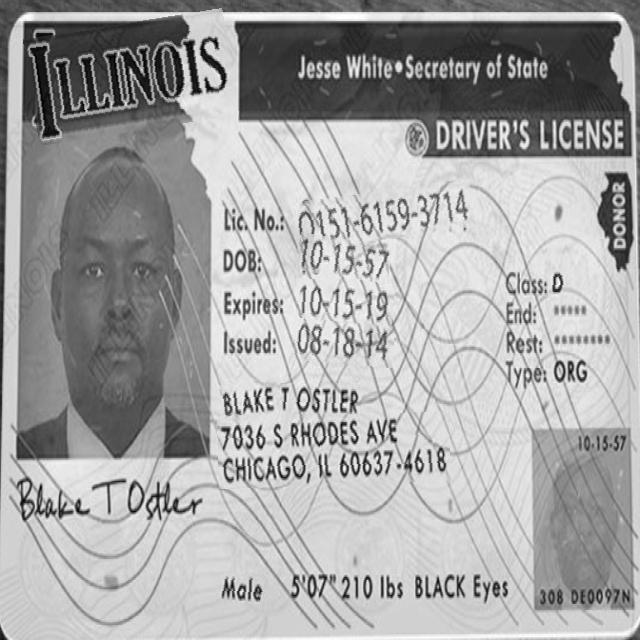 ILLINOIS
Jesse White•Secretary of State
DRIVER'S LICENSE
DONOR
Lic. No.: O151-6159-3714
DOB: 10-15-57
Expires: 10-15-19
Issued: 08-18-14
Class: D
End: *****
Rest: ********
Type: ORG
BLAKE T OSTLER
7036 S RHODES AVE
CHICAGO, IL 60637-4618
10-15-57
Blake T Ostler
Male 5'07" 210 lbs BLACK Eyes
308 DE0097N